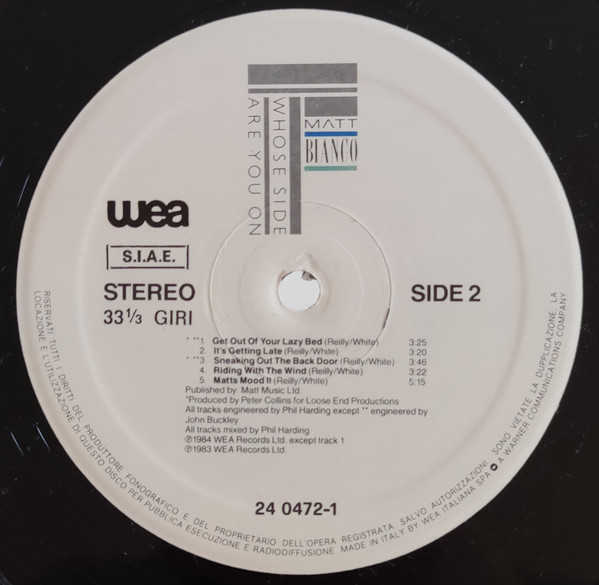 WHOSE SIDE
ARE YOU ON
MATT
BIANCO
wea
S.I.A.E.
STEREO
33 1/3 GIRI
SIDE 2
* **1. Get Out Of Your Lazy Bed (Reilly/White) 3:25
2. It's Getting Late (Reilly/White) 3:20
**3. Sneaking Out The Back Door (Reilly/White) 3:46
4. Riding With The Wind (Reilly/White) 3:22
5. Matts Mood II (Reilly/White) 5:15
Published by: Matt Music Ltd.
*Produced by Peter Collins for Loose End Productions
All tracks engineered by Phil Harding except ** engineered by
John Buckley
All tracks mixed by Phil Harding
℗1984 WEA Records Ltd. except track 1
℗1983 WEA Records Ltd.
24 0472-1
RISERVATI TUTTI I DIRITTI DEL PRODUTTORE FONOGRAFICO E DEL PROPRIETARIO DELL'OPERA REGISTRATA. SALVO AUTORIZZAZIONI, SONO VIETATE LA DUPLICAZIONE, LA
LOCAZIONE E L'UTILIZZAZIONE DI QUESTO DISCO PER PUBBLICA ESECUZIONE E RADIODIFFUSIONE. MADE IN ITALY BY WEA ITALIANA SPA A WARNER COMMUNICATIONS COMPANY